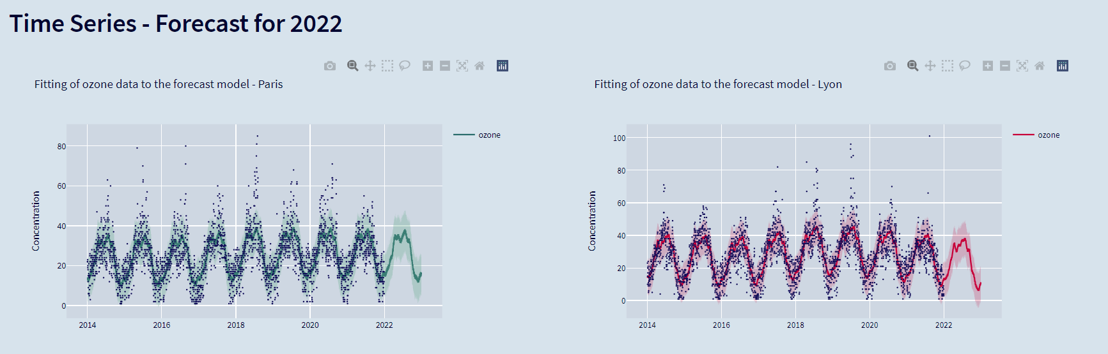 Time Series - Forecast for 2022
Fitting of ozone data to the forecast model - Paris
ozone
Concentration
80
60
40
20
0
2014 2016 2018 2020 2022
Fitting of ozone data to the forecast model - Lyon
ozone
Concentration
100
80
60
40
20
0
2014 2016 2018 2020 2022